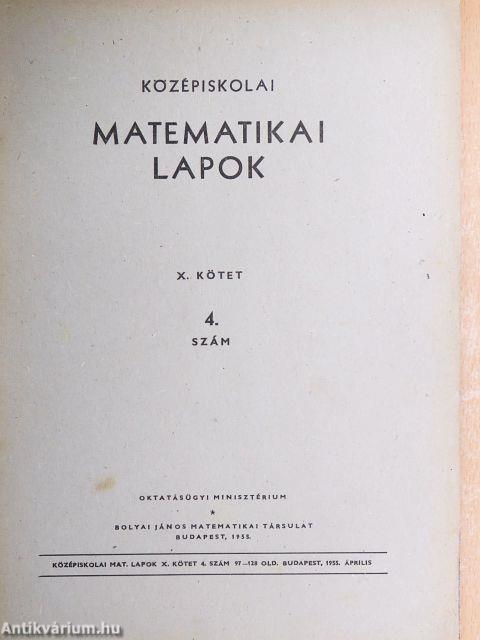 KÖZÉPISKOLAI
MATEMATIKAI
LAPOK
X. KÖTET
4.
SZÁM
OKTATÁSÜGYI MINISZTÉRIUM
*
BOLYAI JÁNOS MATEMATIKAI TÁRSULAT
BUDAPEST, 1955.
KÖZÉPISKOLAI MAT. LAPOK X. KÖTET 4. SZÁM 97—128 OLD. BUDAPEST, 1955. ÁPRILIS
Antikvárium.hu